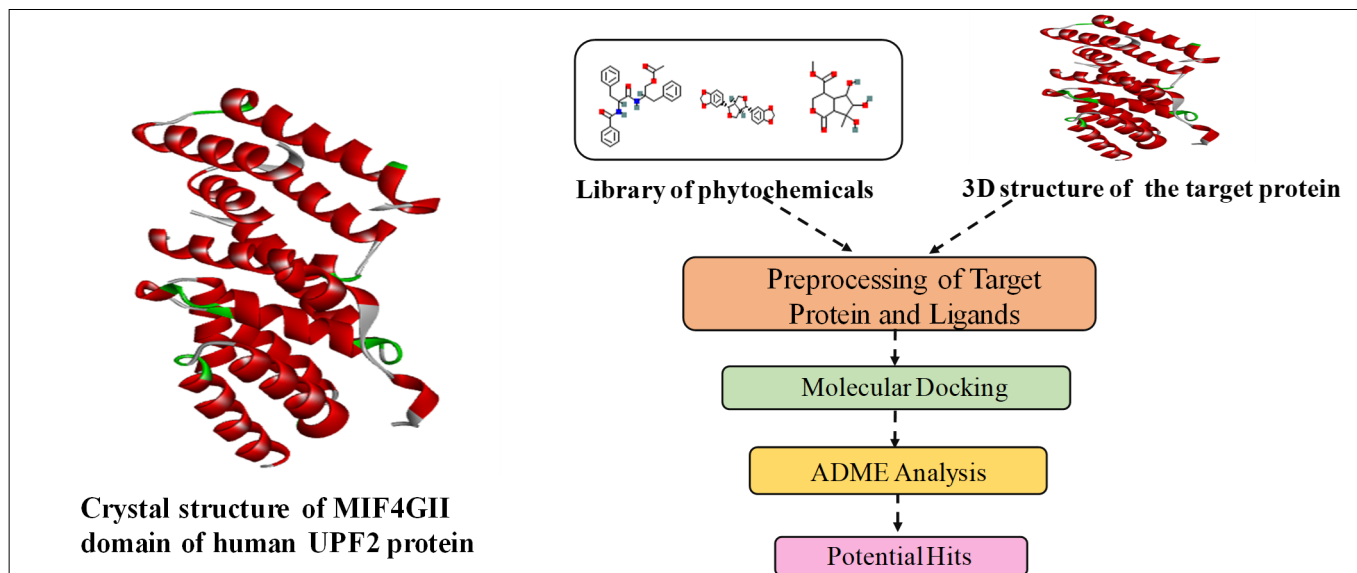 Crystal structure of MIF4GII
domain of human UPF2 protein
Library of phytochemicals
3D structure of the target protein
Preprocessing of Target
Protein and Ligands
Molecular Docking
ADME Analysis
Potential Hits